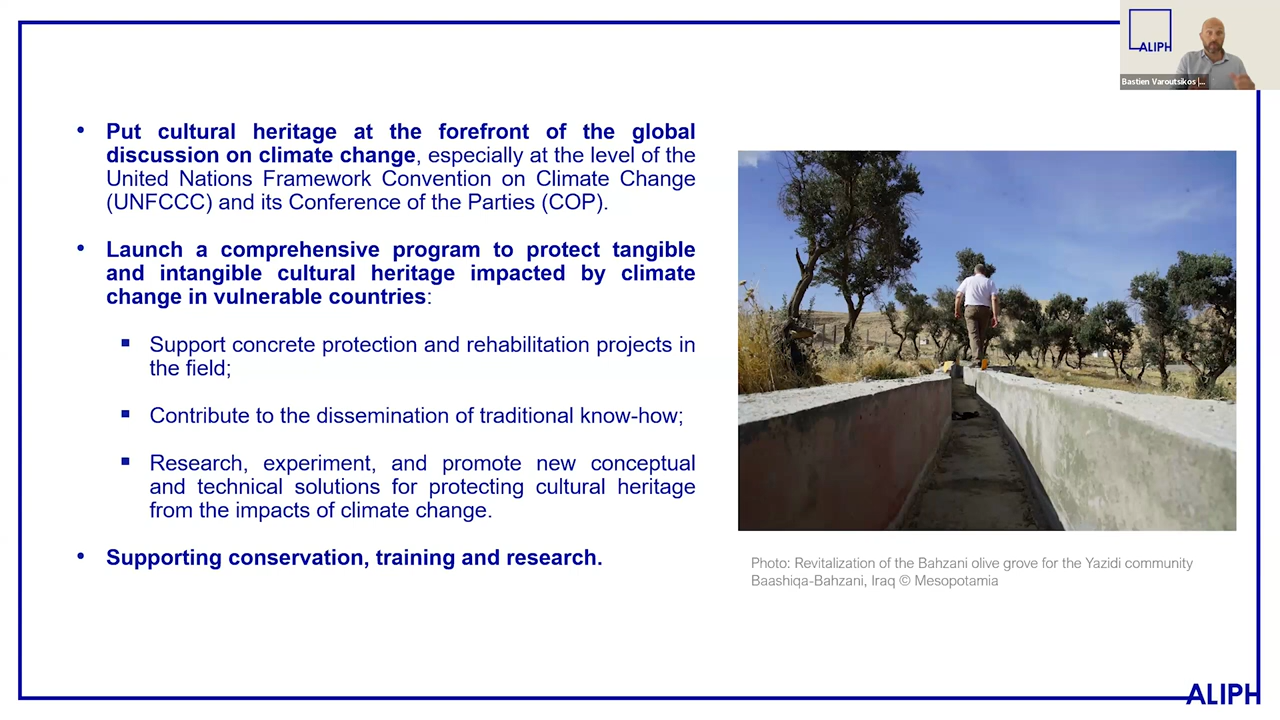 ALIPH
Bastien Varoutsikos |...
• Put cultural heritage at the forefront of the global
discussion on climate change, especially at the level of the
United Nations Framework Convention on Climate Change
(UNFCCC) and its Conference of the Parties (COP).
• Launch a comprehensive program to protect tangible
and intangible cultural heritage impacted by climate
change in vulnerable countries:
▪ Support concrete protection and rehabilitation projects in
the field;
▪ Contribute to the dissemination of traditional know-how;
▪ Research, experiment, and promote new conceptual
and technical solutions for protecting cultural heritage
from the impacts of climate change.
• Supporting conservation, training and research.
Photo: Revitalization of the Bahzani olive grove for the Yazidi community
Baashiqa-Bahzani, Iraq © Mesopotamia
ALIPH